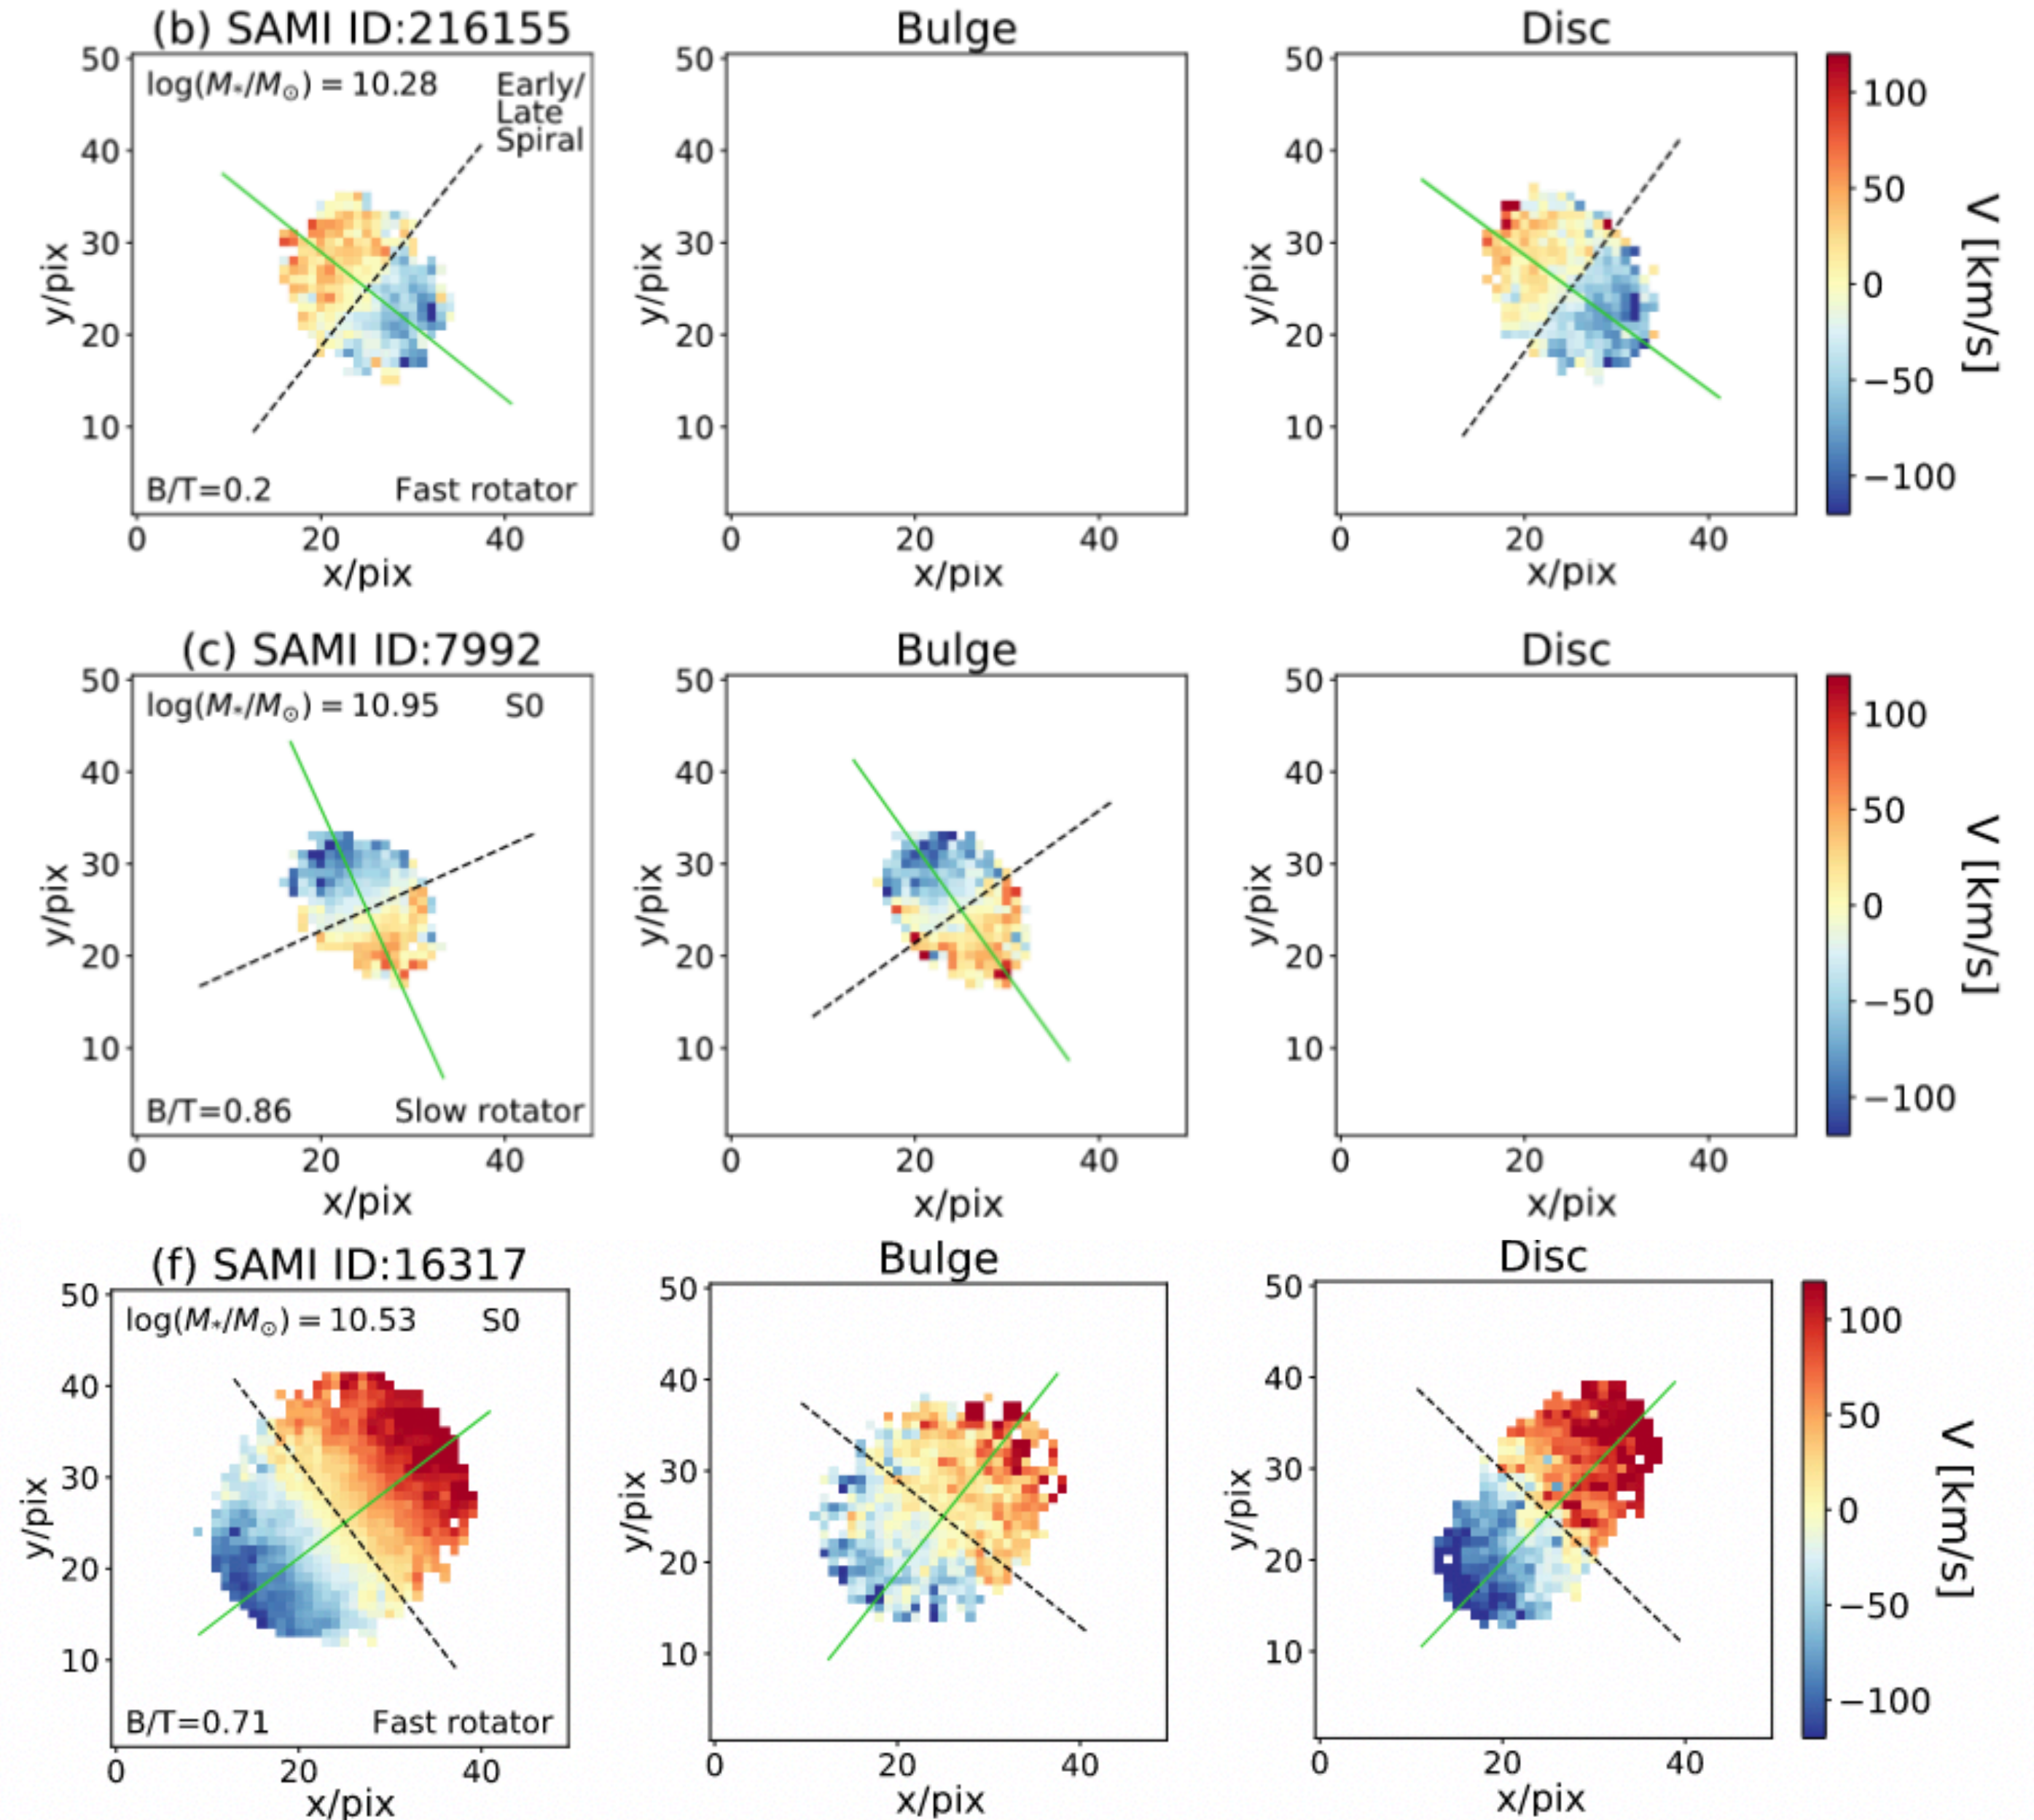 (b) SAMI ID:216155
Bulge
Disc
log(M*/M⊙) = 10.28
Early/
Late
Spiral
B/T=0.2
Fast rotator
50
40
30
20
10
y/pix
0 20 40
x/pix
50
40
30
20
10
y/pix
0 20 40
x/pix
50
40
30
20
10
y/pix
0 20 40
x/pix
100
50
0
−50
−100
V [km/s]
(c) SAMI ID:7992
Bulge
Disc
log(M*/M⊙) = 10.95
S0
B/T=0.86
Slow rotator
50
40
30
20
10
y/pix
0 20 40
x/pix
50
40
30
20
10
y/pix
0 20 40
x/pix
50
40
30
20
10
y/pix
0 20 40
x/pix
100
50
0
−50
−100
V [km/s]
(f) SAMI ID:16317
Bulge
Disc
log(M*/M⊙) = 10.53
S0
B/T=0.71
Fast rotator
50
40
30
20
10
y/pix
0 20 40
x/pix
50
40
30
20
10
y/pix
0 20 40
x/pix
50
40
30
20
10
y/pix
0 20 40
x/pix
100
50
0
−50
−100
V [km/s]